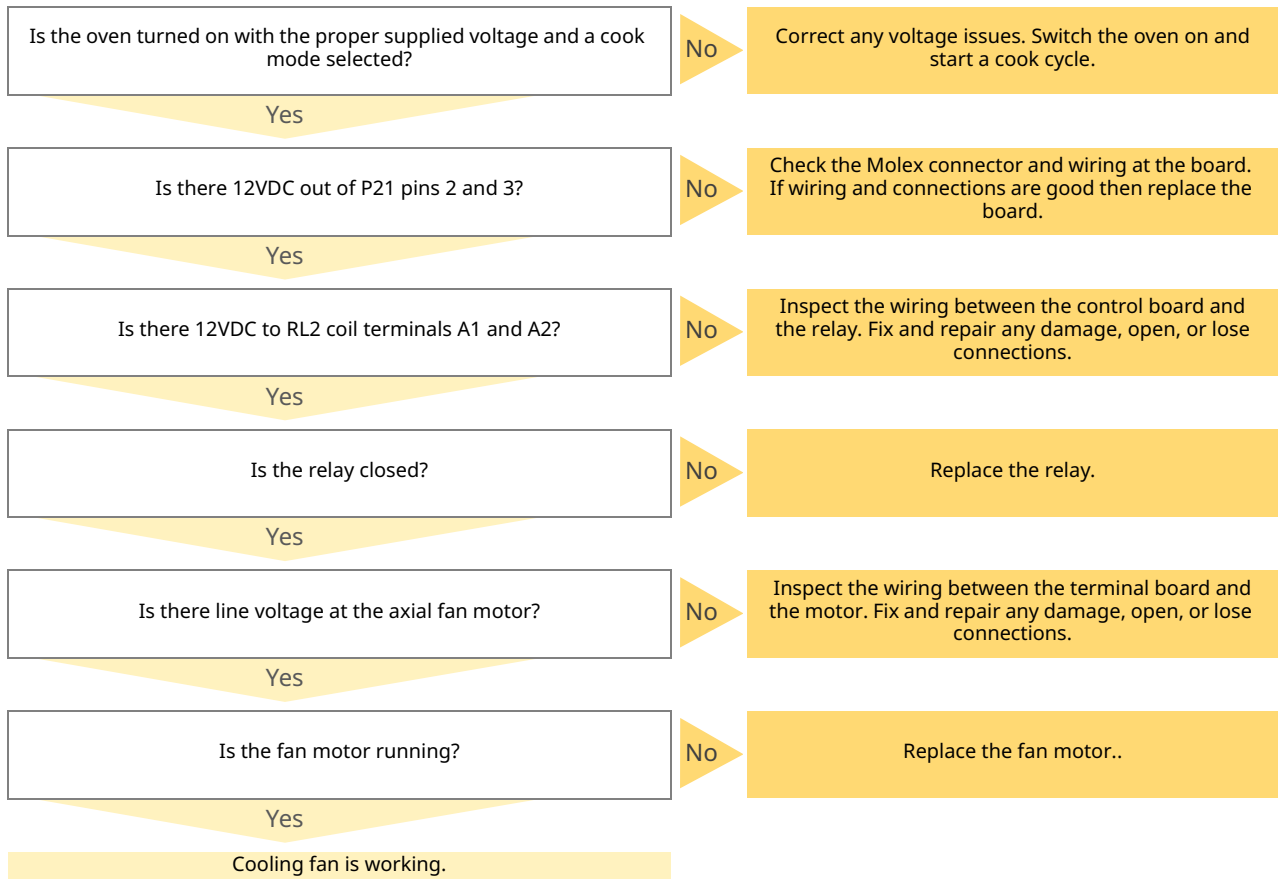 Is the oven turned on with the proper supplied voltage and a cook
mode selected?
No
Correct any voltage issues. Switch the oven on and
start a cook cycle.
Yes
Is there 12VDC out of P21 pins 2 and 3?
No
Check the Molex connector and wiring at the board.
If wiring and connections are good then replace the
board.
Yes
Is there 12VDC to RL2 coil terminals A1 and A2?
No
Inspect the wiring between the control board and
the relay. Fix and repair any damage, open, or lose
connections.
Yes
Is the relay closed?
No
Replace the relay.
Yes
Is there line voltage at the axial fan motor?
No
Inspect the wiring between the terminal board and
the motor. Fix and repair any damage, open, or lose
connections.
Yes
Is the fan motor running?
No
Replace the fan motor..
Yes
Cooling fan is working.